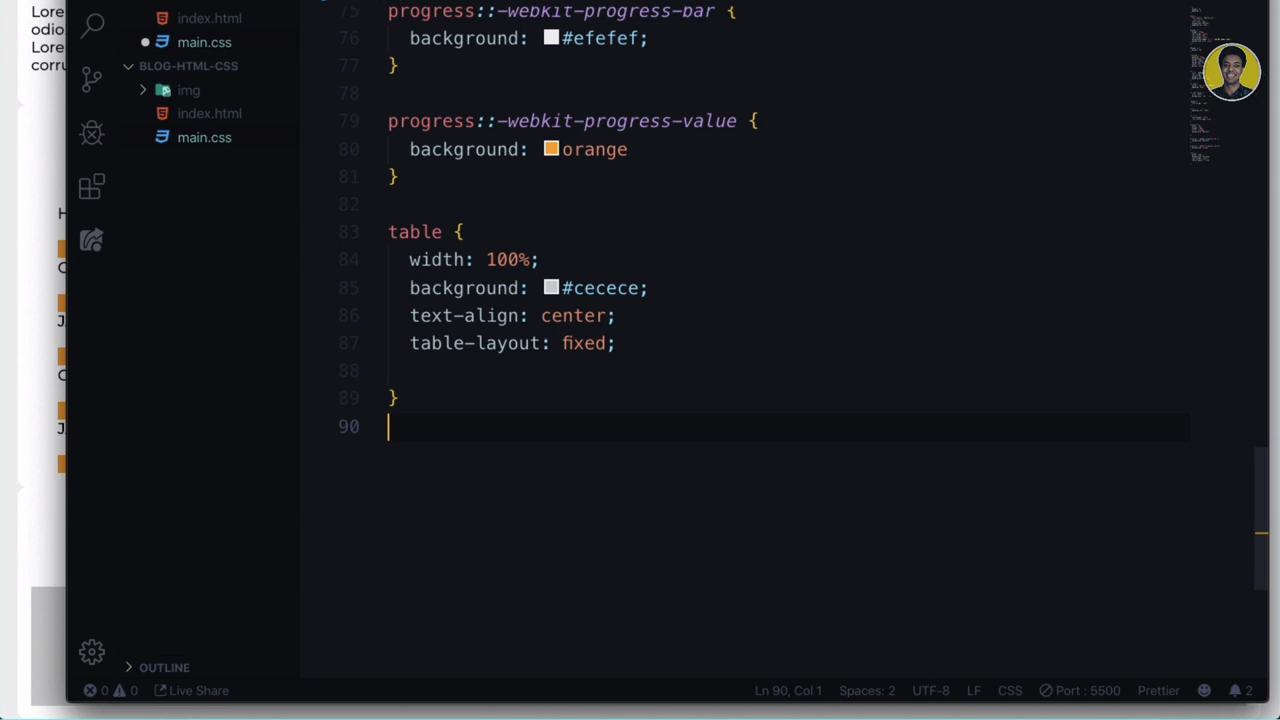 Lore
odio
Lore
corru
H
C
J
C
J
index.html
main.css
BLOG-HTML-CSS
img
index.html
main.css
OUTLINE
75 progress::-webkit-progress-bar {
76 background: #efefef;
77 }
78
79 progress::-webkit-progress-value {
80 background: orange
81 }
82
83 table {
84 width: 100%;
85 background: #cecece;
86 text-align: center;
87 table-layout: fixed;
88
89 }
90
0 0 Live Share Ln 90, Col 1 Spaces: 2 UTF-8 LF CSS Port : 5500 Prettier 2